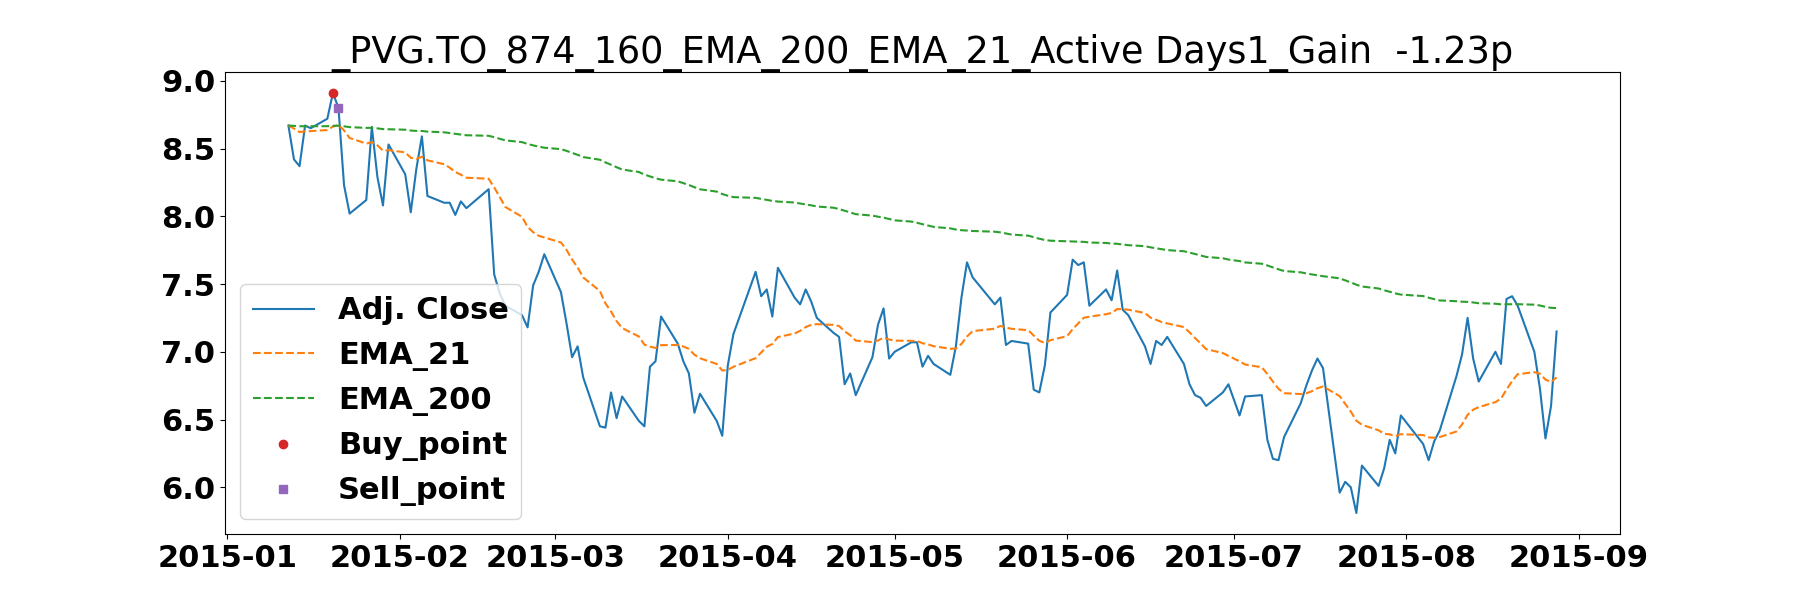 _PVG.TO_874_160_EMA_200_EMA_21_Active Days1_Gain  -1.23p
9.0
8.5
8.0
7.5
7.0
6.5
6.0
Adj. Close
EMA_21
EMA_200
Buy_point
Sell_point
2015-01 2015-02 2015-03 2015-04 2015-05 2015-06 2015-07 2015-08 2015-09